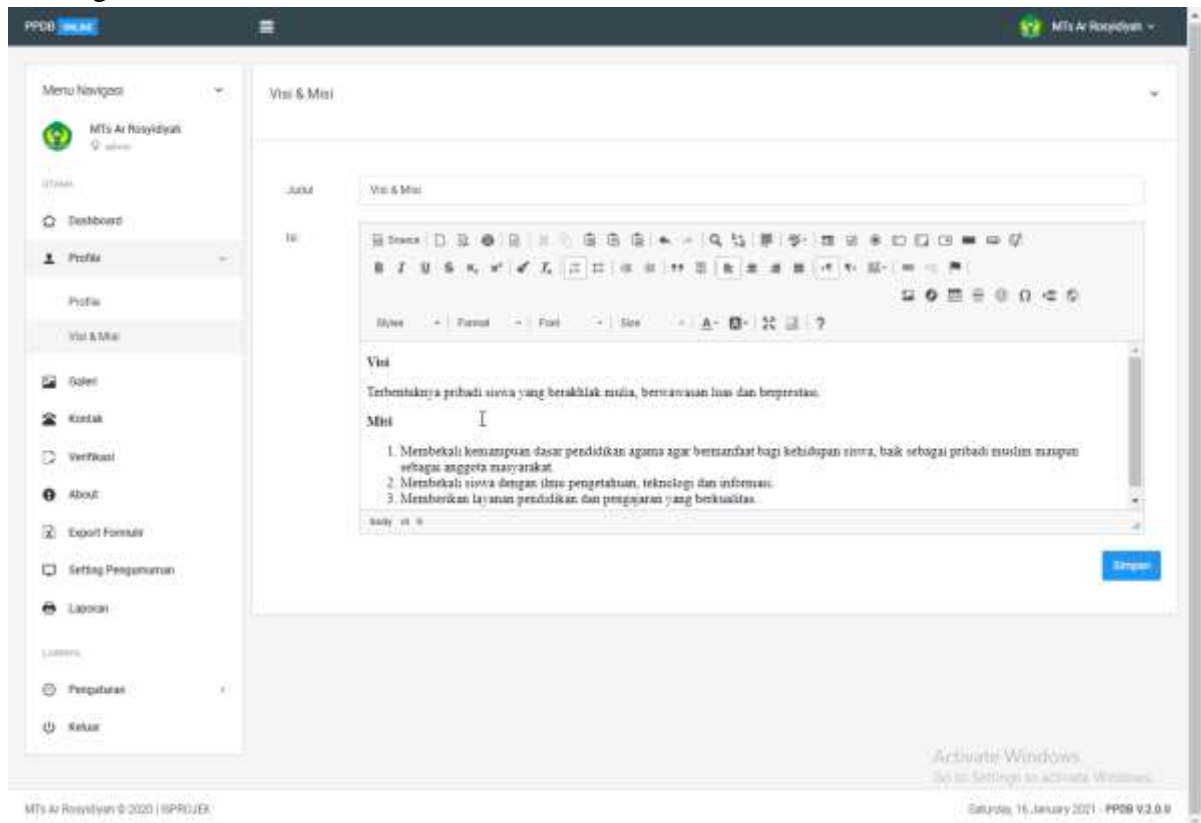 PPDB ONLINE
MTs Ar Rosyidiyah
Menu Navigasi
MTs Ar Rosyidiyah
admin
UTAMA
Dashboard
Profile
Profile
Visi & Misi
Galeri
Kontak
Verifikasi
About
Export Formulir
Setting Pengumuman
Laporan
LAINNYA
Pengaturan
Keluar
Visi & Misi
Judul
Visi & Misi
Isi
Source
Styles Format Font Size
Visi
Terbentuknya pribadi siswa yang berakhlak mulia, berwawasan luas dan berprestasi.
Misi
1. Membekali kemampuan dasar pendidikan agama agar bermanfaat bagi kehidupan siswa, baik sebagai pribadi muslim maupun
sebagai anggota masyarakat.
2. Membekali siswa dengan ilmu pengetahuan, teknologi dan informasi.
3. Memberikan layanan pendidikan dan pengajaran yang berkualitas.
body
Simpan
Activate Windows
Go to Settings to activate Windows.
MTs Ar Rosyidiyah © 2020 | ISPROJEK
Saturday, 16 January 2021 - PPDB V.2.0.0